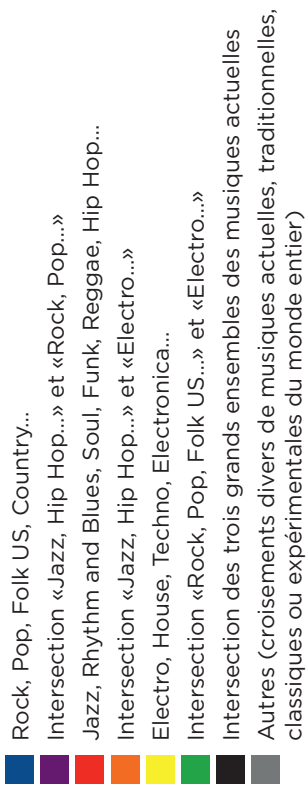 Rock, Pop, Folk US, Country...
Intersection «Jazz, Hip Hop...» et «Rock, Pop...»
Jazz, Rhythm and Blues, Soul, Funk, Reggae, Hip Hop...
Intersection «Jazz, Hip Hop...» et «Electro...»
Electro, House, Techno, Electronica...
Intersection «Rock, Pop, Folk US...» et «Electro...»
Intersection des trois grands ensembles des musiques actuelles
Autres (croisements divers de musiques actuelles, traditionnelles,
classiques ou expérimentales du monde entier)